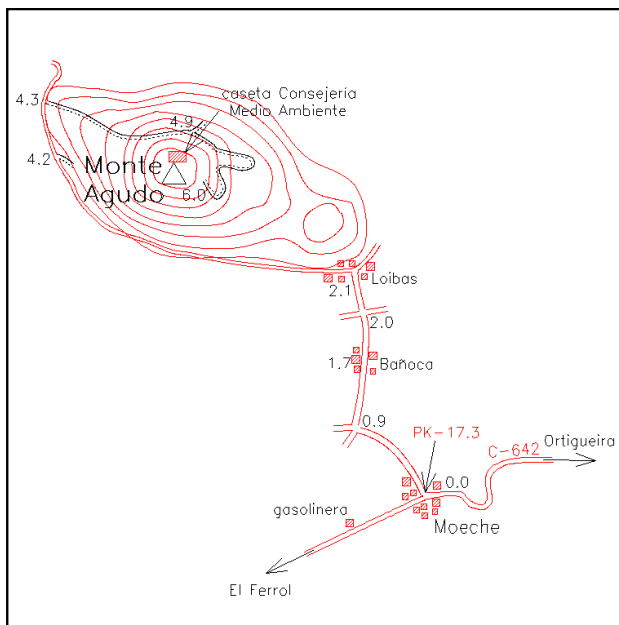 caseta Consejería
Medio Ambiente
4.3
4.9
4.2
Monte
Agudo
6.0
Loibas
2.1
2.0
1.7
Bañoca
0.9
PK-17.3
C-642
Ortigueira
0.0
gasolinera
Moeche
El Ferrol